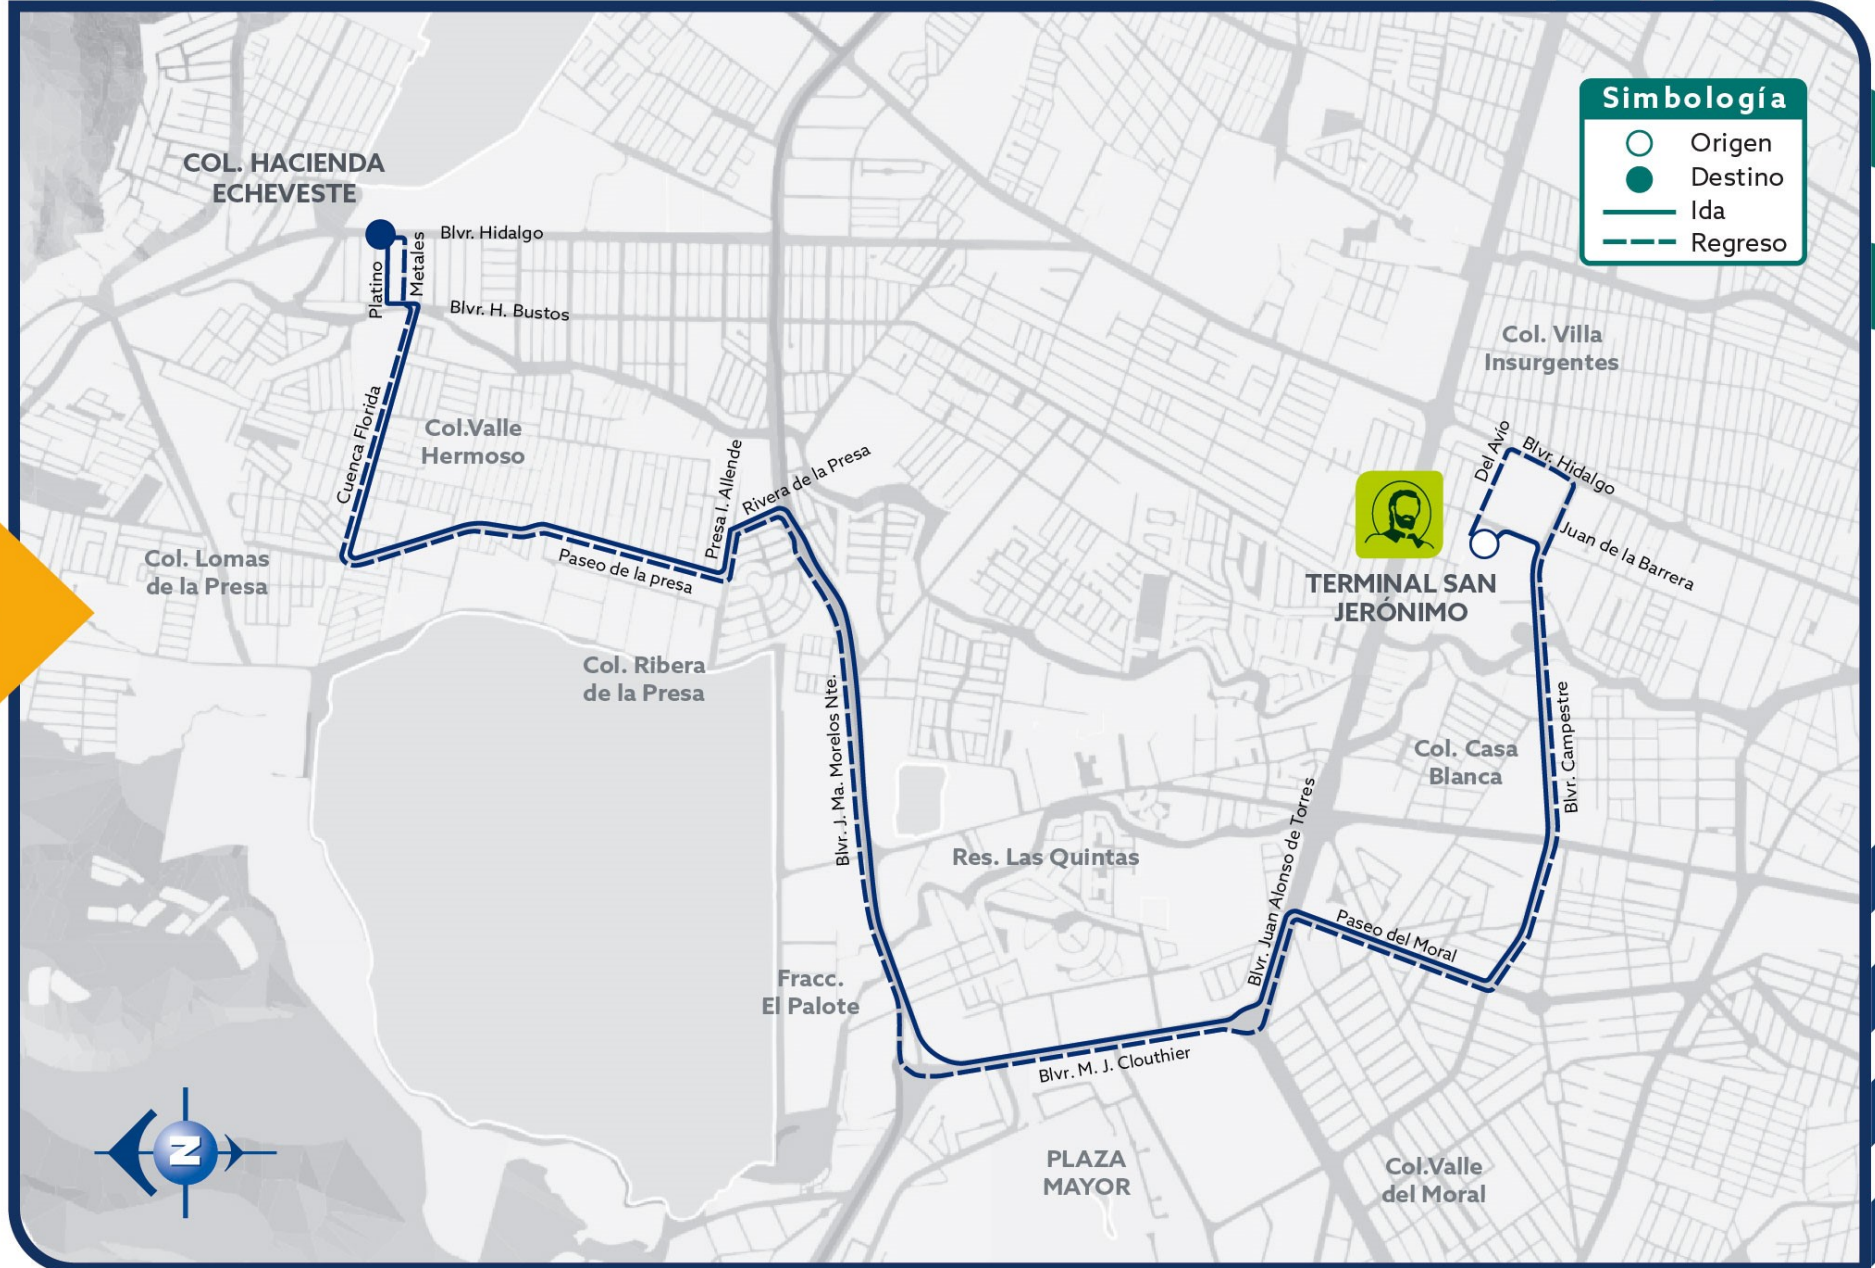 Simbología
Origen
Destino
Ida
Regreso
COL. HACIENDA
ECHEVESTE
Blvr. Hidalgo
Metales
Platino
Blvr. H. Bustos
Cuenca Florida
Col.Valle
Hermoso
Col. Villa
Insurgentes
Del Avío
Blvr. Hidalgo
Presa I. Allende
Rivera de la Presa
Juan de la Barrera
Col. Lomas
de la Presa
Paseo de la presa
TERMINAL SAN
JERÓNIMO
Col. Ribera
de la Presa
Blvr. J. Ma. Morelos Nte.
Col. Casa
Blanca
Blvr. Campestre
Blvr. Juan Alonso de Torres
Res. Las Quintas
Paseo del Moral
Fracc.
El Palote
Blvr. M. J. Clouthier
N
PLAZA
MAYOR
Col.Valle
del Moral